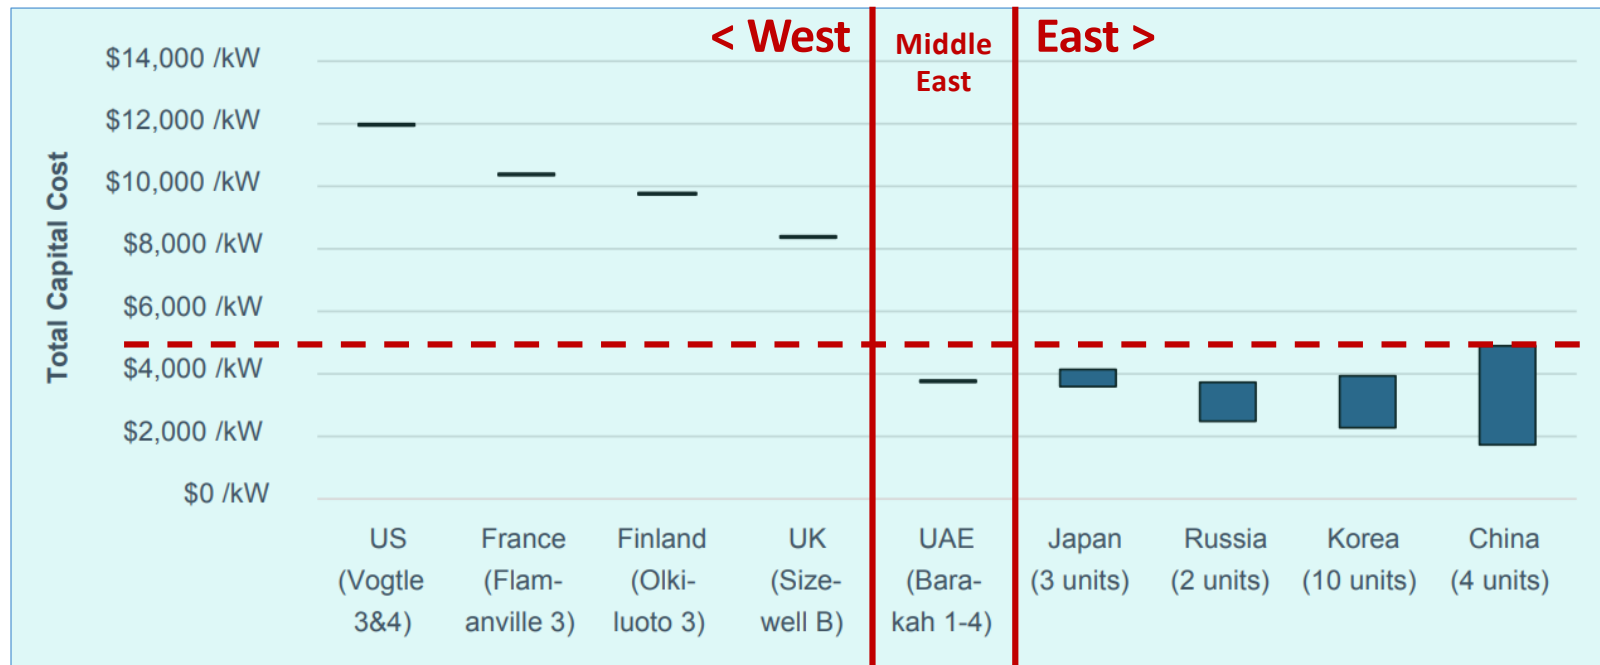 < West
Middle
East
East >
Total Capital Cost
$14,000 /kW
$12,000 /kW
$10,000 /kW
$8,000 /kW
$6,000 /kW
$4,000 /kW
$2,000 /kW
$0 /kW
US
(Vogtle
3&4)
France
(Flam-
anville 3)
Finland
(Olki-
luoto 3)
UK
(Size-
well B)
UAE
(Bara-
kah 1-4)
Japan
(3 units)
Russia
(2 units)
Korea
(10 units)
China
(4 units)